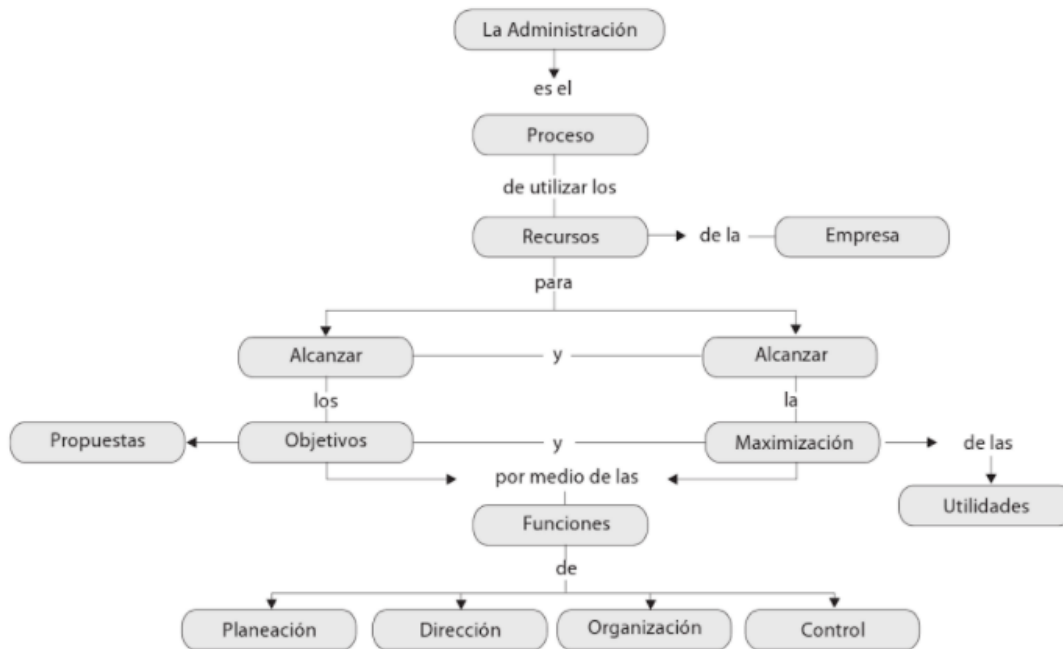 La Administración
es el
Proceso
de utilizar los
Recursos
de la
Empresa
para
Alcanzar
y
Alcanzar
los
la
Propuestas
Objetivos
y
Maximización
de las
por medio de las
Utilidades
Funciones
de
Planeación
Dirección
Organización
Control